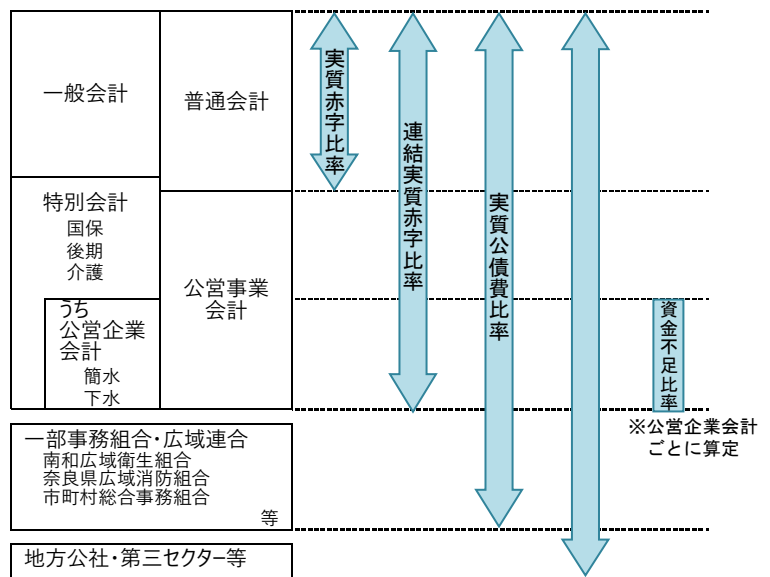 一般会計
普通会計
特別会計
国保
後期
介護
公営事業
会計
うち
公営企業
会計
簡水
下水
実質赤字比率
連結実質赤字比率
実質公債費比率
資金不足比率
※公営企業会計
ごとに算定
一部事務組合・広域連合
南和広域衛生組合
奈良県広域消防組合
市町村総合事務組合
等
地方公社・第三セクター等